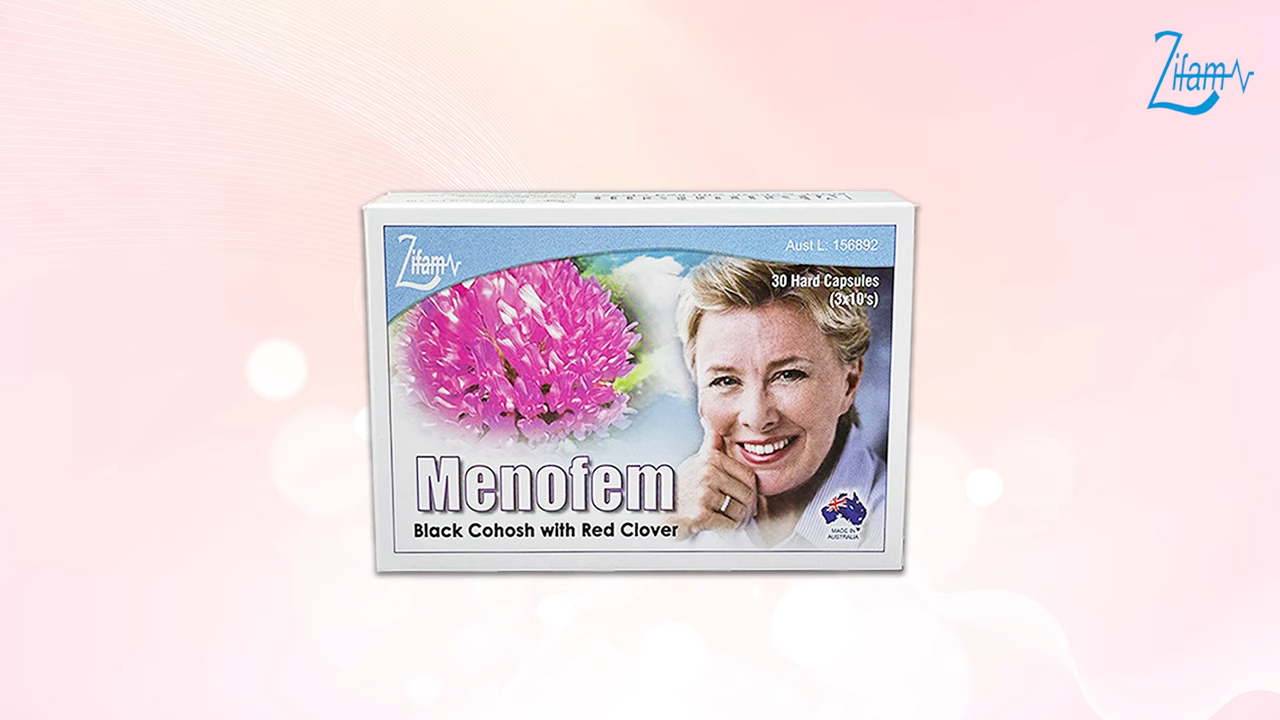 Zifam
Zifam
Aust L: 156892
30 Hard Capsules
(3x10's)
Menofem
Black Cohosh with Red Clover
MADE IN
AUSTRALIA